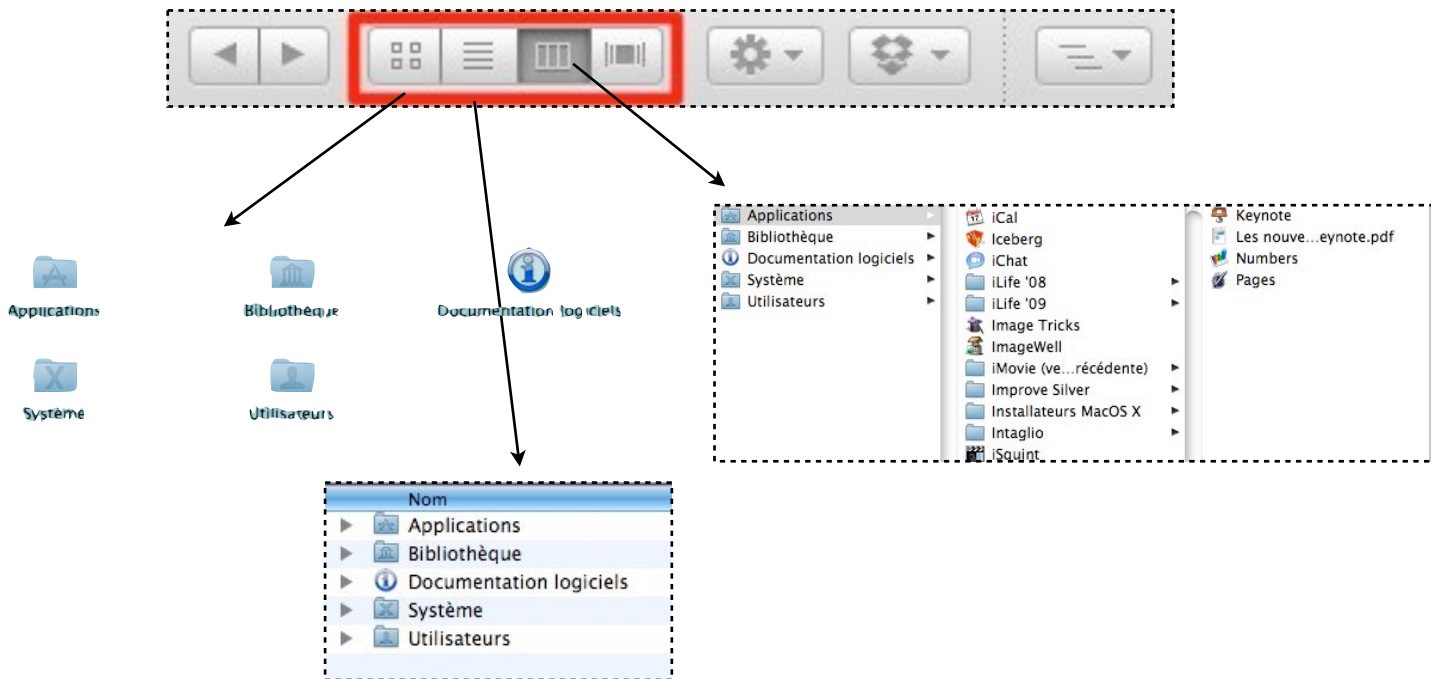 Applications
Bibliothèque
Documentation logiciels
Système
Utilisateurs
Applications
Bibliothèque
Documentation logiciels
Système
Utilisateurs
iCal
Iceberg
iChat
iLife '08
iLife '09
Image Tricks
ImageWell
iMovie (ve...récédente)
Improve Silver
Installateurs MacOS X
Intaglio
iSquint
Keynote
Les nouve...eynote.pdf
Numbers
Pages
Nom
Applications
Bibliothèque
Documentation logiciels
Système
Utilisateurs